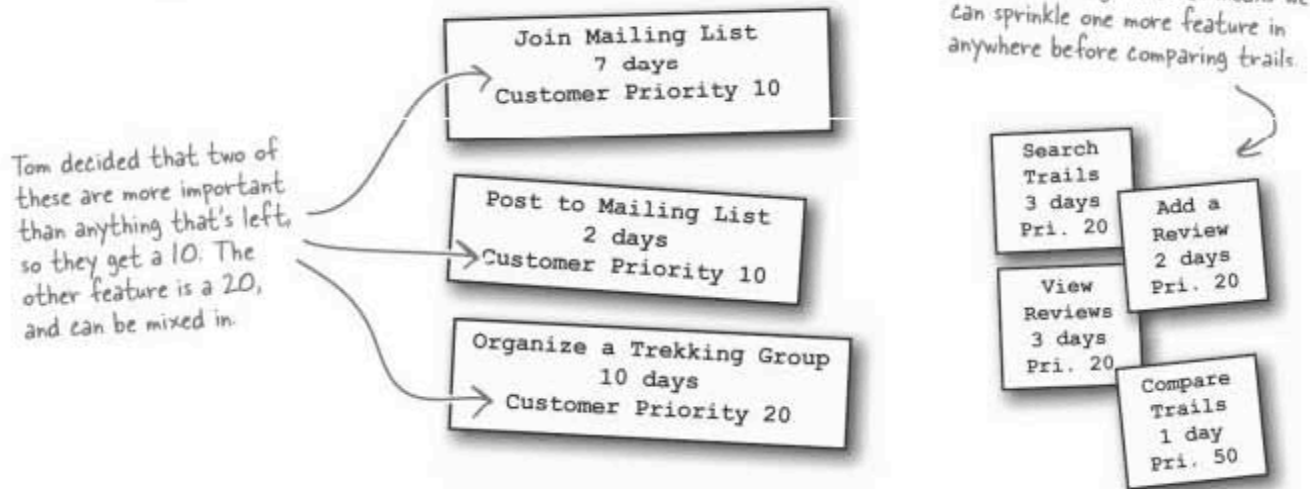 can sprinkle one more feature in
anywhere before comparing trails.
Join Mailing List
7 days
Customer Priority 10
Tom decided that two of
these are more important
than anything that's left,
so they get a 10. The
other feature is a 20,
and can be mixed in.
Post to Mailing List
2 days
Customer Priority 10
Organize a Trekking Group
10 days
Customer Priority 20
Search
Trails
3 days
Pri. 20
Add a
Review
2 days
Pri. 20
View
Reviews
3 days
Pri. 20
Compare
Trails
1 day
Pri. 50